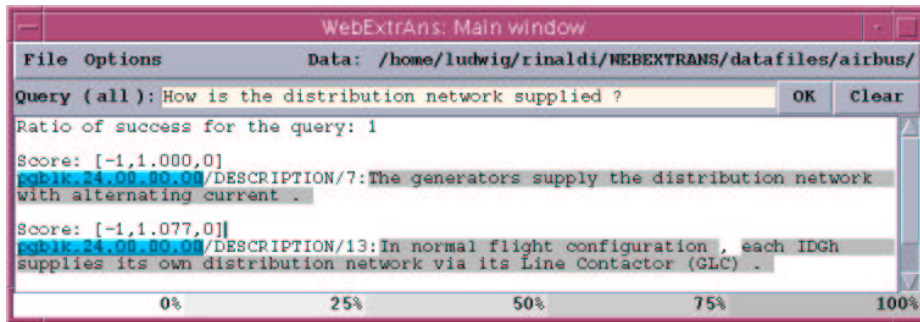 WebExtrAns: Main window
File Options Data: /home/ludwig/rinaldi/WEBEXTRANS/datafiles/airbus/
Query (all): How is the distribution network supplied ? OK Clear
Ratio of success for the query: 1
Score: [-1,1.000,0]
pgblk.24.00.00.00/DESCRIPTION/7:The generators supply the distribution network
with alternating current .
Score: [-1,1.077,0]
pgblk.24.00.00.00/DESCRIPTION/13:In normal flight configuration , each IDGh
supplies its own distribution network via its Line Contactor (GLC) .
0% 25% 50% 75% 100%